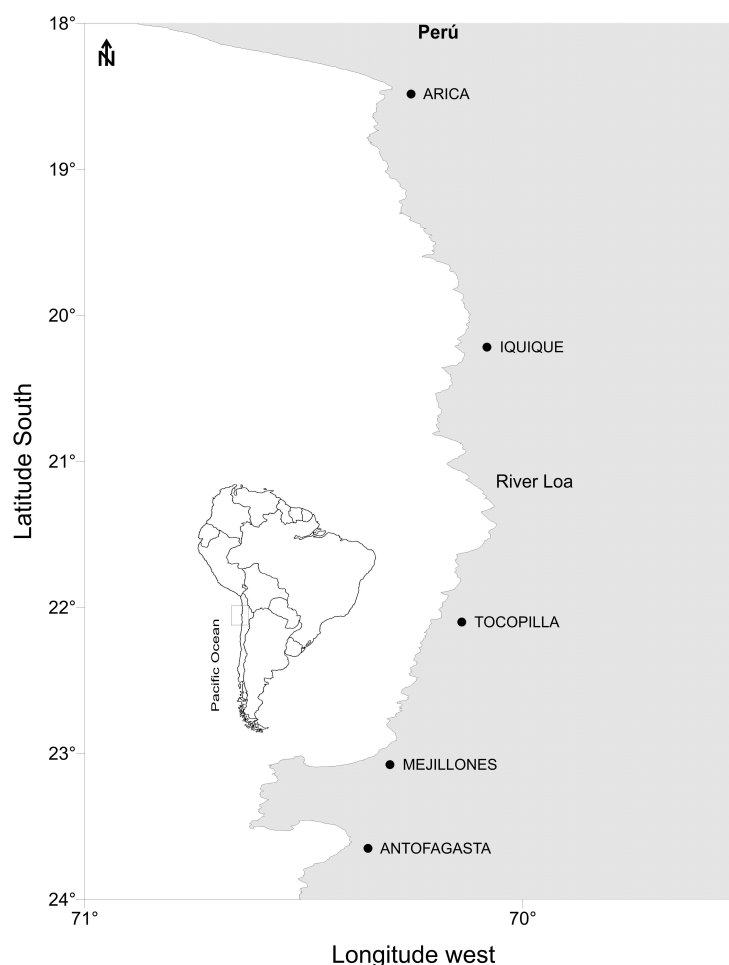 18°
Perú
N
ARICA
19°
20°
IQUIQUE
Latitude South
21°
River Loa
22°
TOCOPILLA
Pacific Ocean
23°
MEJILLONES
ANTOFAGASTA
24°
71°
70°
Longitude west